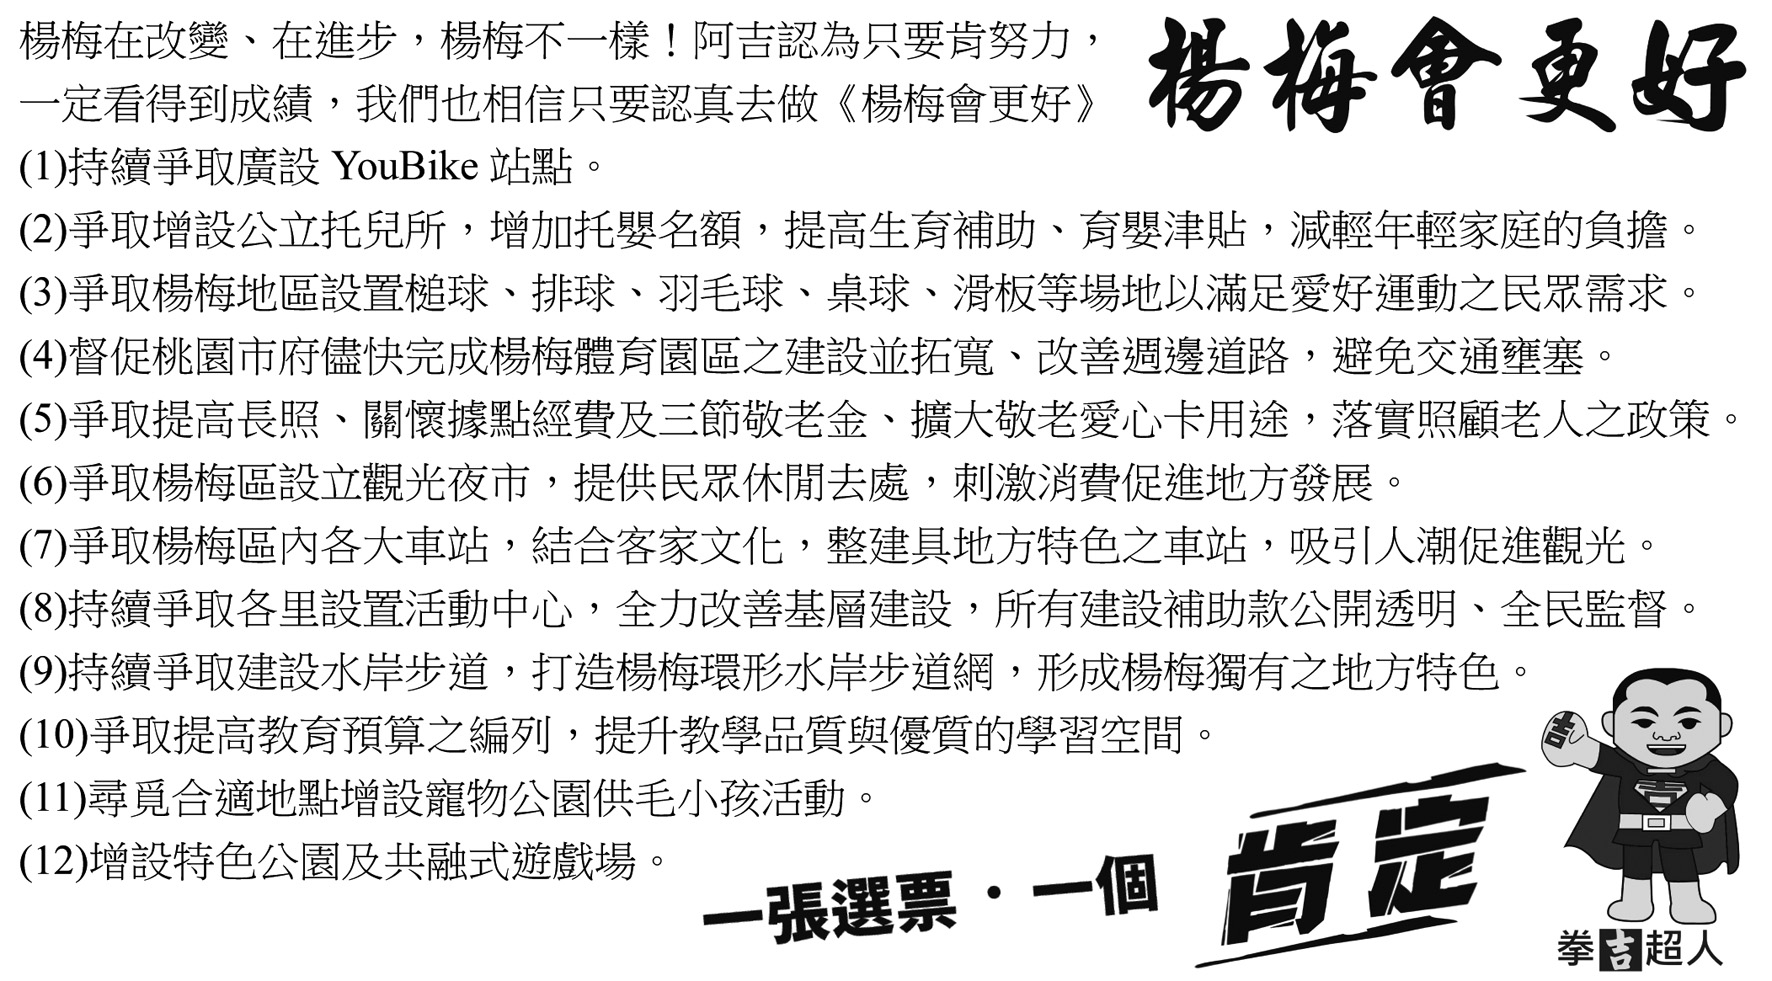 楊梅在改變、在進步，楊梅不一樣！阿吉認為只要肯努力，
一定看得到成績，我們也相信只要認真去做《楊梅會更好》
楊梅會更好
(1)持續爭取廣設 YouBike 站點。
(2)爭取增設公立托兒所，增加托嬰名額，提高生育補助、育嬰津貼，減輕年輕家庭的負擔。
(3)爭取楊梅地區設置槌球、排球、羽毛球、桌球、滑板等場地以滿足愛好運動之民眾需求。
(4)督促桃園市府儘快完成楊梅體育園區之建設並拓寬、改善週邊道路，避免交通壅塞。
(5)爭取提高長照、關懷據點經費及三節敬老金、擴大敬老愛心卡用途，落實照顧老人之政策。
(6)爭取楊梅區設立觀光夜市，提供民眾休閒去處，刺激消費促進地方發展。
(7)爭取楊梅區內各大車站，結合客家文化，整建具地方特色之車站，吸引人潮促進觀光。
(8)持續爭取各里設置活動中心，全力改善基層建設，所有建設補助款公開透明、全民監督。
(9)持續爭取建設水岸步道，打造楊梅環形水岸步道網，形成楊梅獨有之地方特色。
(10)爭取提高教育預算之編列，提升教學品質與優質的學習空間。
(11)尋覓合適地點增設寵物公園供毛小孩活動。
(12)增設特色公園及共融式遊戲場。
一張選票・一個 肯定
吉
吉
拳吉超人